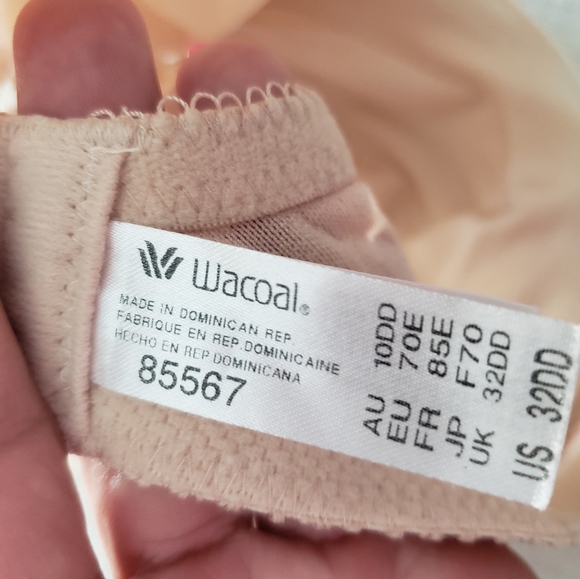 Wacoal®
MADE IN DOMINICAN REP.
FABRIQUE EN REP. DOMINICAINE
HECHO EN REP. DOMINICANA
85567
AU 10DD
EU 70E
FR 85E
JP F70
UK 32DD
US 32DD